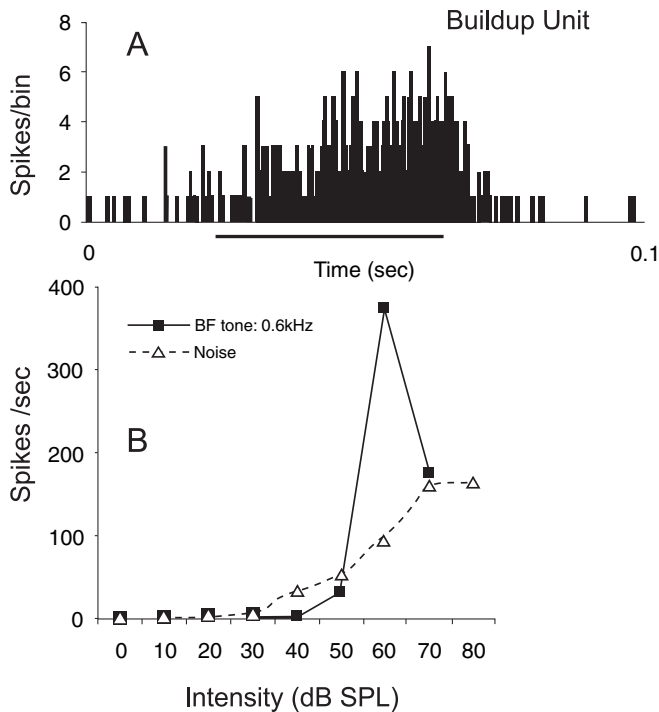 Buildup Unit
A
8
6
4
2
0
Spikes/bin
0
0.1
Time (sec)
400
300
200
100
0
Spikes /sec
BF tone: 0.6kHz
Noise
B
0 10 20 30 40 50 60 70 80
Intensity (dB SPL)